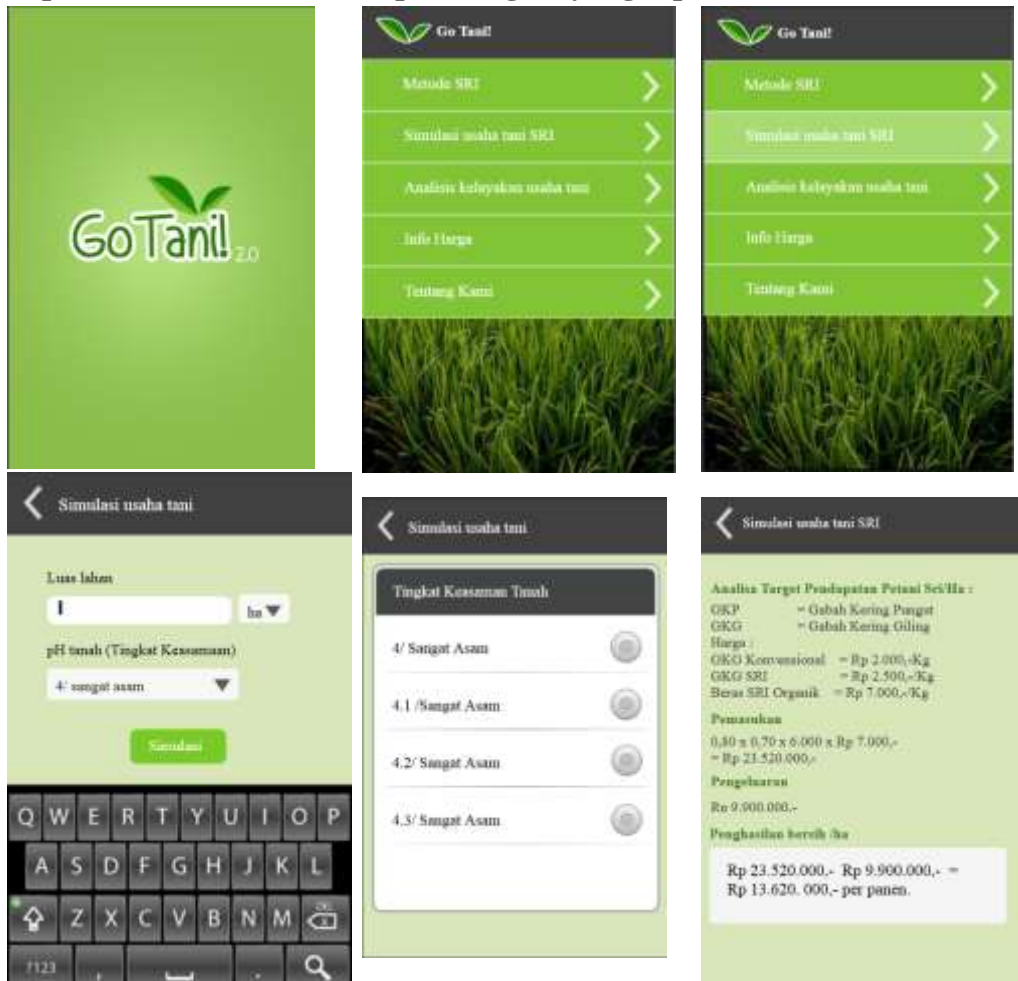 Go Tani! 2.0
Go Tani!
Metode SRI
Simulasi usaha tani SRI
Analisis kelayakan usaha tani
Info Harga
Tentang Kami
Go Tani!
Metode SRI
Simulasi usaha tani SRI
Analisis kelayakan usaha tani
Info Harga
Tentang Kami
Simulasi usaha tani
Luas lahan
ha
pH tanah (Tingkat Keasamaan)
4/ sangat asam
Simulasi
Q W E R T Y U I O P
A S D F G H J K L
Z X C V B N M DEL
?123 , .
Simulasi usaha tani
Tingkat Keasaman Tanah
4/ Sangat Asam
4.1 /Sangat Asam
4.2/ Sangat Asam
4.3/ Sangat Asam
Simulasi usaha tani SRI
Analisa Target Pendapatan Petani Sri/Ha :
GKP = Gabah Kering Pungut
GKG = Gabah Kering Giling
Harga :
GKG Konvensional = Rp 2.000,-Kg
GKG SRI = Rp 2.500,-/Kg
Beras SRI Organik = Rp 7.000,-/Kg
Pemasukan
0,80 x 0,70 x 6.000 x Rp 7.000,-
= Rp 23.520.000,-
Pengeluaran
Rp 9.900.000,-
Penghasilan bersih /ha
Rp 23.520.000,- Rp 9.900.000,- =
Rp 13.620. 000,- per panen.